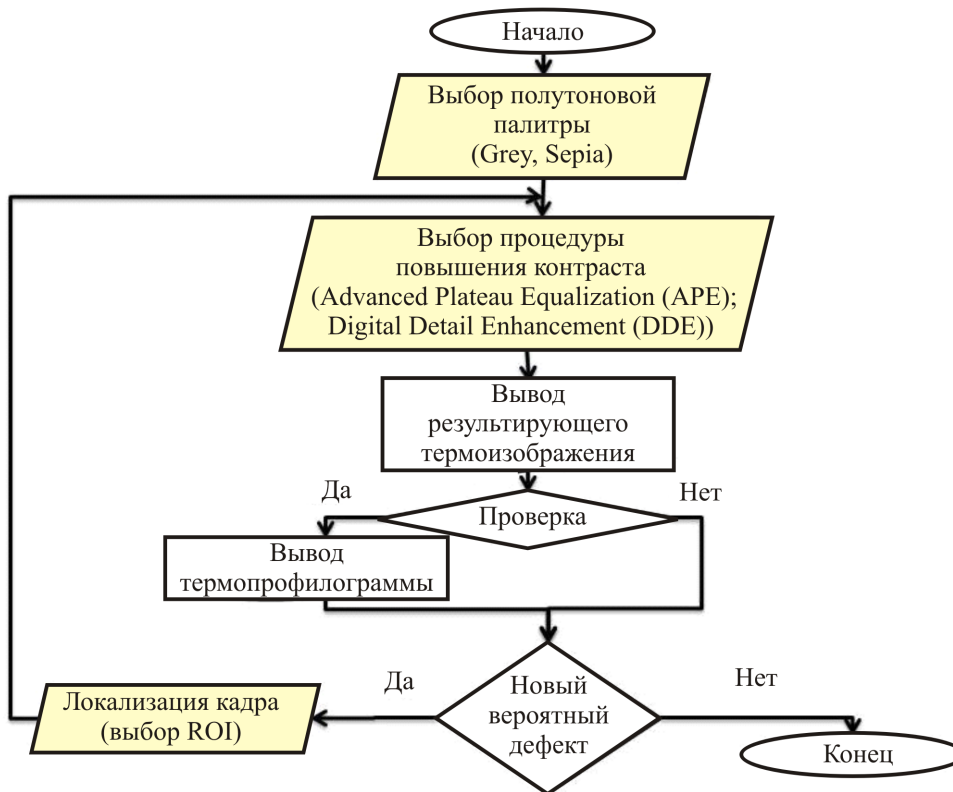 Начало
Выбор полутоновой
палитры
(Grey, Sepia)
Выбор процедуры
повышения контраста
(Advanced Plateau Equalization (APE);
Digital Detail Enhancement (DDE))
Вывод
результирующего
термоизображения
Да
Нет
Проверка
Вывод
термопрофилограммы
Да
Нет
Новый
вероятный
дефект
Локализация кадра
(выбор ROI)
Конец